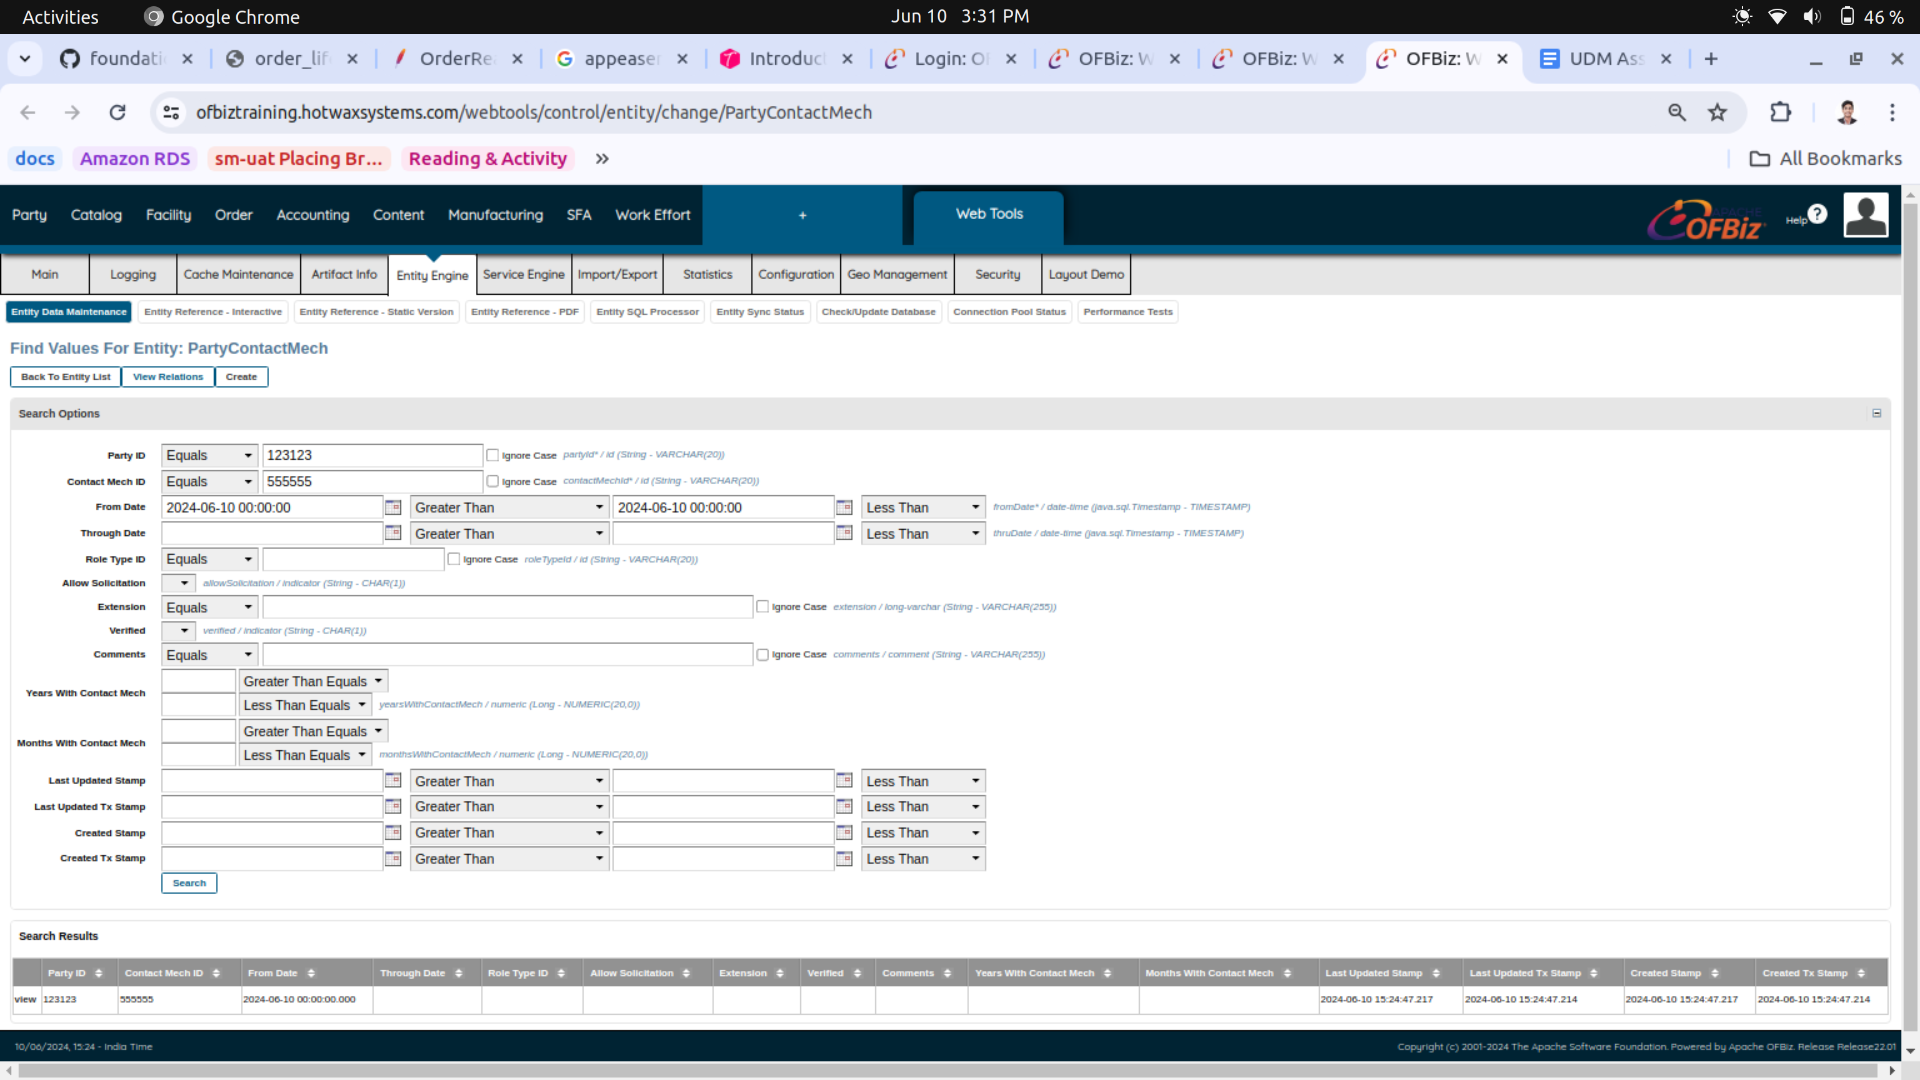 Activities Google Chrome Jun 10 3:31 PM 46 %
foundati order_lif OrderRe appeaser Introduc Login: O OFBiz: W OFBiz: W OFBiz: W UDM Ass
ofbiztraining.hotwaxsystems.com/webtools/control/entity/change/PartyContactMech
docs Amazon RDS sm-uat Placing Br... Reading & Activity » All Bookmarks
Party Catalog Facility Order Accounting Content Manufacturing SFA Work Effort + Web Tools APACHE OFBiz Help ?
Main Logging Cache Maintenance Artifact Info Entity Engine Service Engine Import/Export Statistics Configuration Geo Management Security Layout Demo
Entity Data Maintenance Entity Reference - Interactive Entity Reference - Static Version Entity Reference - PDF Entity SQL Processor Entity Sync Status Check/Update Database Connection Pool Status Performance Tests
Find Values For Entity: PartyContactMech
Back To Entity List View Relations Create
Search Options
Party ID Equals 123123 Ignore Case partyId* / id (String - VARCHAR(20))
Contact Mech ID Equals 555555 Ignore Case contactMechId* / id (String - VARCHAR(20))
From Date 2024-06-10 00:00:00 Greater Than 2024-06-10 00:00:00 Less Than fromDate* / date-time (java.sql.Timestamp - TIMESTAMP)
Through Date Greater Than Less Than thruDate / date-time (java.sql.Timestamp - TIMESTAMP)
Role Type ID Equals Ignore Case roleTypeId / id (String - VARCHAR(20))
Allow Solicitation allowSolicitation / indicator (String - CHAR(1))
Extension Equals Ignore Case extension / long-varchar (String - VARCHAR(255))
Verified verified / indicator (String - CHAR(1))
Comments Equals Ignore Case comments / comment (String - VARCHAR(255))
Years With Contact Mech Greater Than Equals
Less Than Equals yearsWithContactMech / numeric (Long - NUMERIC(20,0))
Months With Contact Mech Greater Than Equals
Less Than Equals monthsWithContactMech / numeric (Long - NUMERIC(20,0))
Last Updated Stamp Greater Than Less Than
Last Updated Tx Stamp Greater Than Less Than
Created Stamp Greater Than Less Than
Created Tx Stamp Greater Than Less Than
Search
Search Results
Party ID Contact Mech ID From Date Through Date Role Type ID Allow Solicitation Extension Verified Comments Years With Contact Mech Months With Contact Mech Last Updated Stamp Last Updated Tx Stamp Created Stamp Created Tx Stamp
view 123123 555555 2024-06-10 00:00:00.000 2024-06-10 15:24:47.217 2024-06-10 15:24:47.214 2024-06-10 15:24:47.217 2024-06-10 15:24:47.214
10/06/2024, 15:24 - India Time Copyright (c) 2001-2024 The Apache Software Foundation. Powered by Apache OFBiz. Release Release22.01